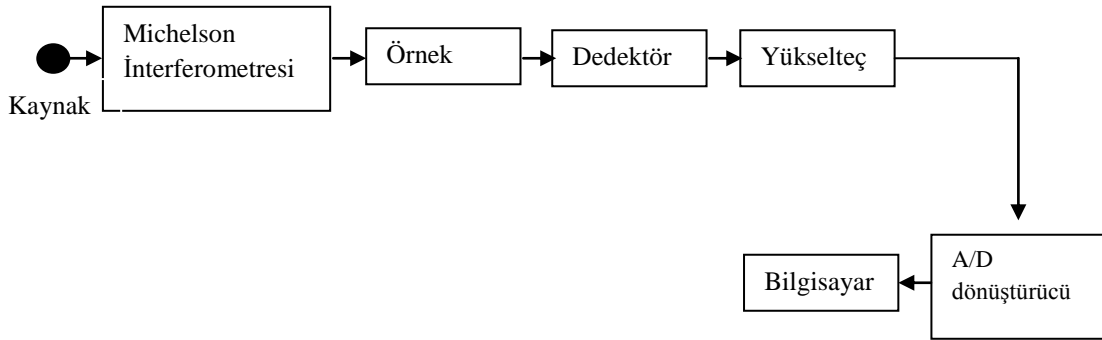 Kaynak
Michelson
İnterferometresi
Örnek
Dedektör
Yükselteç
A/D
dönüştürücü
Bilgisayar